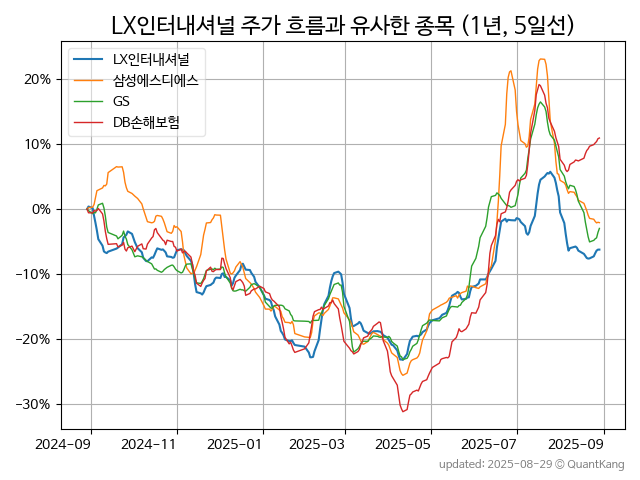 LX인터내셔널 주가 흐름과 유사한 종목 (1년, 5일선)
LX인터내셔널
삼성에스디에스
GS
DB손해보험
20%
10%
0%
−10%
−20%
−30%
2024-09 2024-11 2025-01 2025-03 2025-05 2025-07 2025-09
updated: 2025-08-29 © QuantKang